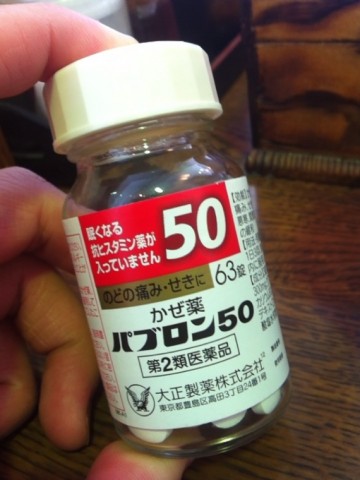 眠くなる
抗ヒスタミン薬が
入っていません
50
のどの痛み・せきに
63錠
かぜ薬
パブロン50
第2類医薬品
大正製薬株式会社
東京都豊島区高田3丁目24番1号